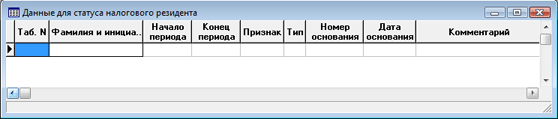 Данные для статуса налогового резидента
Таб. N Фамилия и инициа.. Начало периода Конец периода Признак Тип Номер основания Дата основания Комментарий